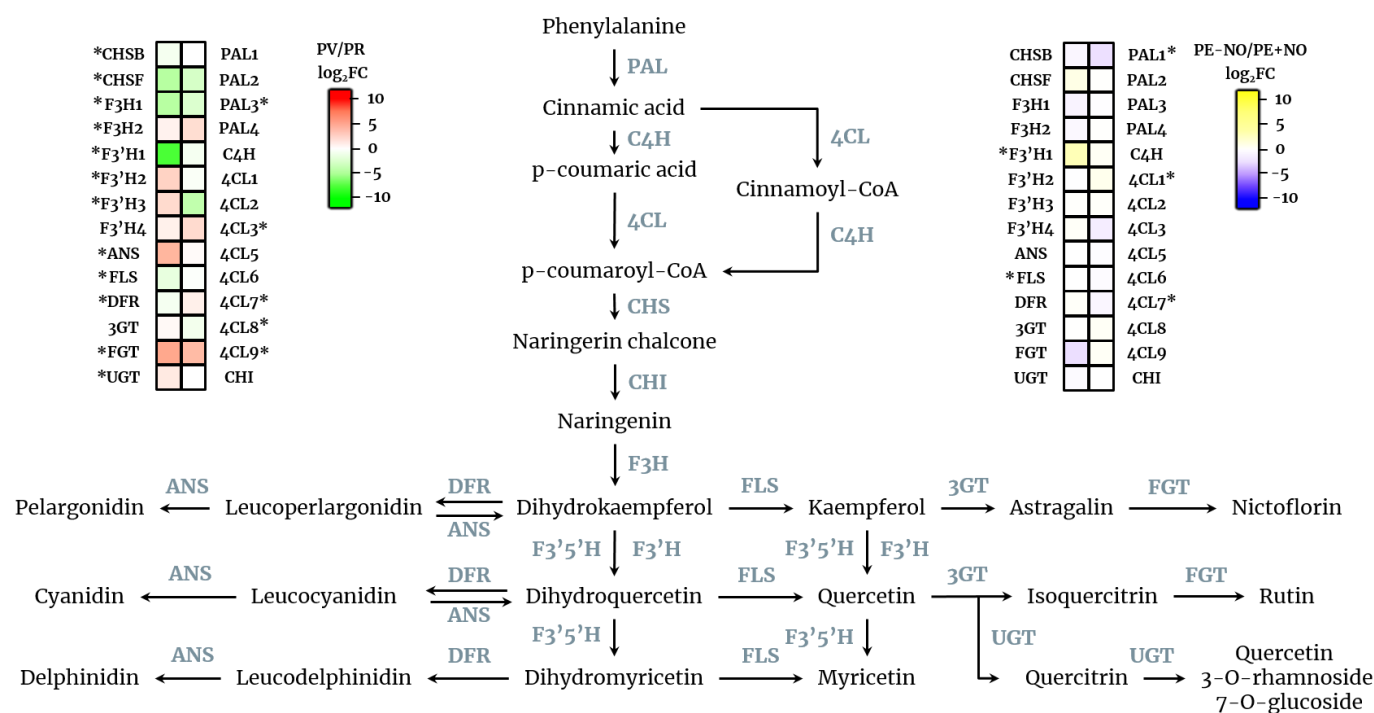 Phenylalanine
PAL
Cinnamic acid
C4H
4CL
p-coumaric acid
Cinnamoyl-CoA
4CL
C4H
p-coumaroyl-CoA
CHS
Naringerin chalcone
CHI
Naringenin
F3H
*CHSB PAL1
*CHSF PAL2
*F3H1 PAL3*
*F3H2 PAL4
*F3'H1 C4H
*F3'H2 4CL1
*F3'H3 4CL2
F3'H4 4CL3*
*ANS 4CL5
*FLS 4CL6
*DFR 4CL7*
3GT 4CL8*
*FGT 4CL9*
*UGT CHI
PV/PR
log₂FC
10
5
0
-5
-10
CHSB PAL1*
CHSF PAL2
F3H1 PAL3
F3H2 PAL4
*F3'H1 C4H
F3'H2 4CL1*
F3'H3 4CL2
F3'H4 4CL3
ANS 4CL5
*FLS 4CL6
DFR 4CL7*
3GT 4CL8
FGT 4CL9
UGT CHI
PE-NO/PE+NO
log₂FC
10
5
0
-5
-10
ANS DFR FLS 3GT FGT
Pelargonidin Leucoperlargonidin Dihydrokaempferol Kaempferol Astragalin Nictoflorin
ANS
F3'5'H F3'H F3'5'H F3'H
ANS DFR FLS 3GT FGT
Cyanidin Leucocyanidin Dihydroquercetin Quercetin Isoquercitrin Rutin
ANS
F3'5'H F3'5'H UGT
ANS DFR FLS UGT
Delphinidin Leucodelphinidin Dihydromyricetin Myricetin Quercitrin Quercetin
3-O-rhamnoside
7-O-glucoside